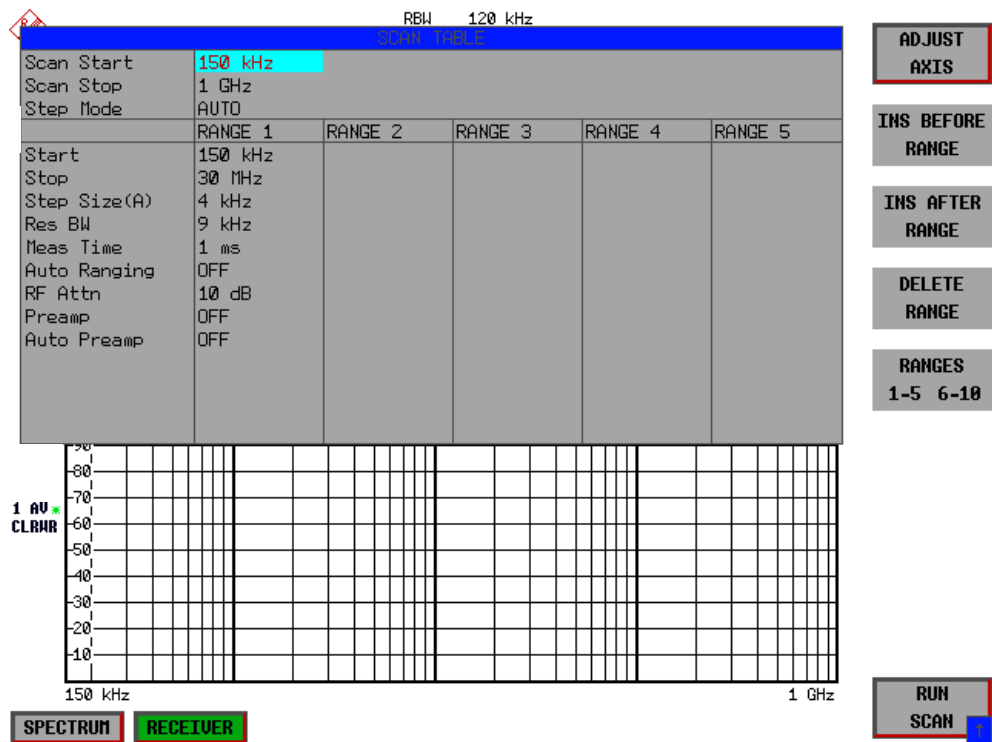 RBW 120 kHz
SCAN TABLE
Scan Start 150 kHz
Scan Stop 1 GHz
Step Mode AUTO
RANGE 1 RANGE 2 RANGE 3 RANGE 4 RANGE 5
Start 150 kHz
Stop 30 MHz
Step Size(A) 4 kHz
Res BW 9 kHz
Meas Time 1 ms
Auto Ranging OFF
RF Attn 10 dB
Preamp OFF
Auto Preamp OFF
90
80
70
1 AV *
CLRWR
60
50
40
30
20
10
150 kHz 1 GHz
SPECTRUM RECEIVER
ADJUST
AXIS
INS BEFORE
RANGE
INS AFTER
RANGE
DELETE
RANGE
RANGES
1-5 6-10
RUN
SCAN
↑